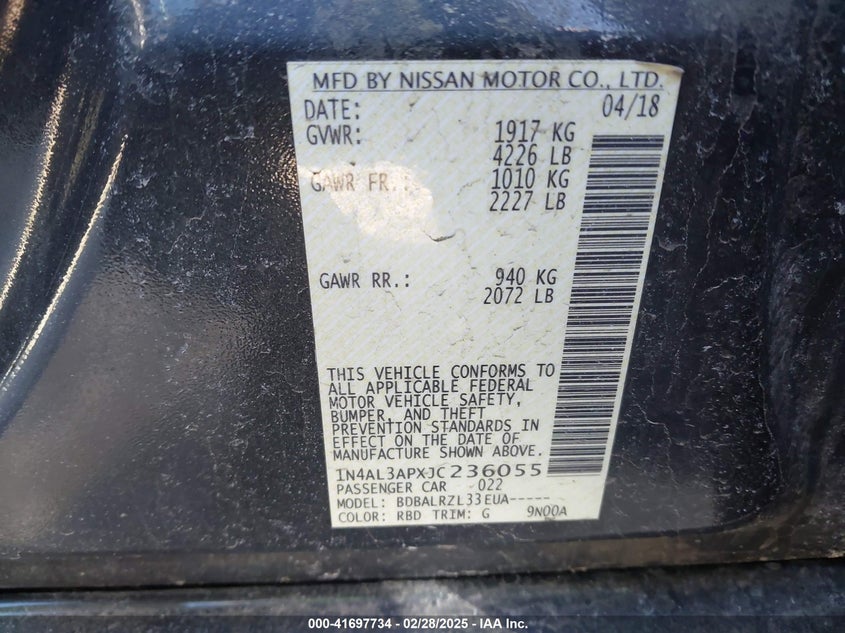 MFD BY NISSAN MOTOR CO., LTD.
DATE: 04/18
GVWR: 1917 KG
4226 LB
GAWR FR.: 1010 KG
2227 LB
GAWR RR.: 940 KG
2072 LB
THIS VEHICLE CONFORMS TO
ALL APPLICABLE FEDERAL
MOTOR VEHICLE SAFETY,
BUMPER, AND THEFT
PREVENTION STANDARDS IN
EFFECT ON THE DATE OF
MANUFACTURE SHOWN ABOVE.
1N4AL3APXJC236055
PASSENGER CAR 022
MODEL: BDBALRZL33EUA-----
COLOR: RBD TRIM: G 9N00A
000-41697734 / 02/28/2025 - IAA Inc.